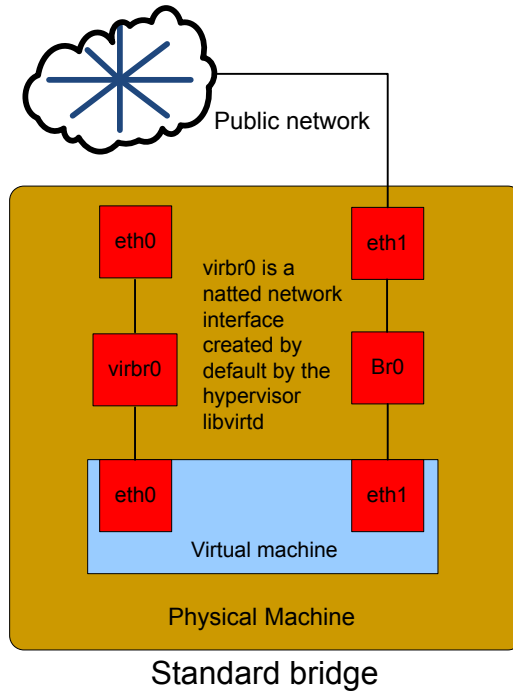 Public network
eth0
eth1
virbr0 is a
natted network
interface
created by
default by the
hypervisor
libvirtd
virbr0
Br0
eth0
eth1
Virtual machine
Physical Machine
Standard bridge